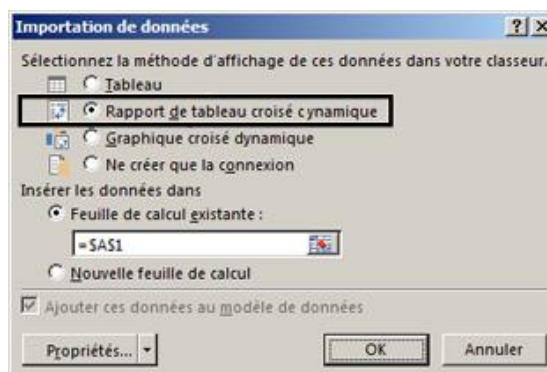 Importation de données
Sélectionnez la méthode d'affichage de ces données dans votre classeur.
Tableau
Rapport de tableau croisé cynamique
Graphique croisé dynamique
Ne créer que la connexion
Insérer les données dans
Feuille de calcul existante :
=$A$1
Nouvelle feuille de calcul
Ajouter ces données au modèle de données
Propriétés... OK Annuler